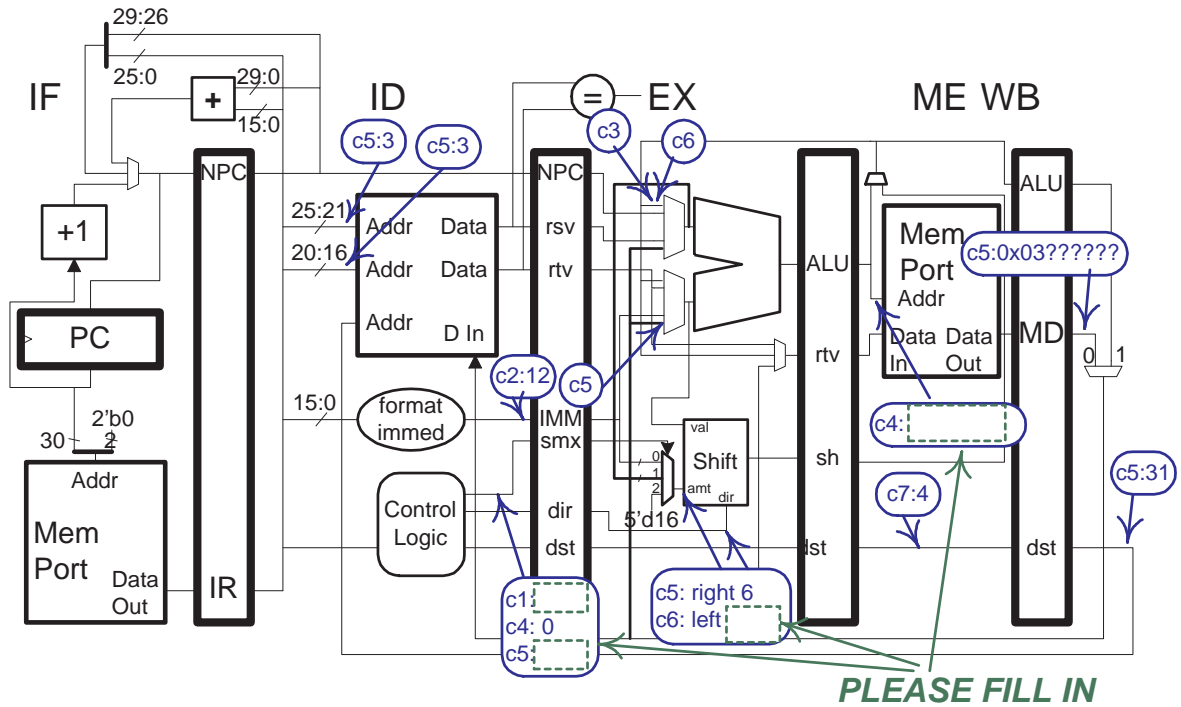 29:26
25:0
29:0
15:0
+
=
IF
ID
EX
ME WB
c5:3
c5:3
c3
c6
NPC
NPC
ALU
25:21
Addr
Data
rsv
20:16
Addr
Data
rtv
Addr
D In
+1
PC
ALU
Mem
Port
Addr
Data
In
Data
Out
c5:0x03??????
MD
0
1
rtv
c2:12
c5
15:0
format
immed
IMM
smx
val
Shift
amt
dir
0
1
2
5'd16
sh
c4:
c7:4
c5:31
30
2'b0
2
Addr
Mem
Port
Data
Out
IR
Control
Logic
dir
dst
dst
dst
c1:
c4: 0
c5:
c5: right 6
c6: left
PLEASE FILL IN